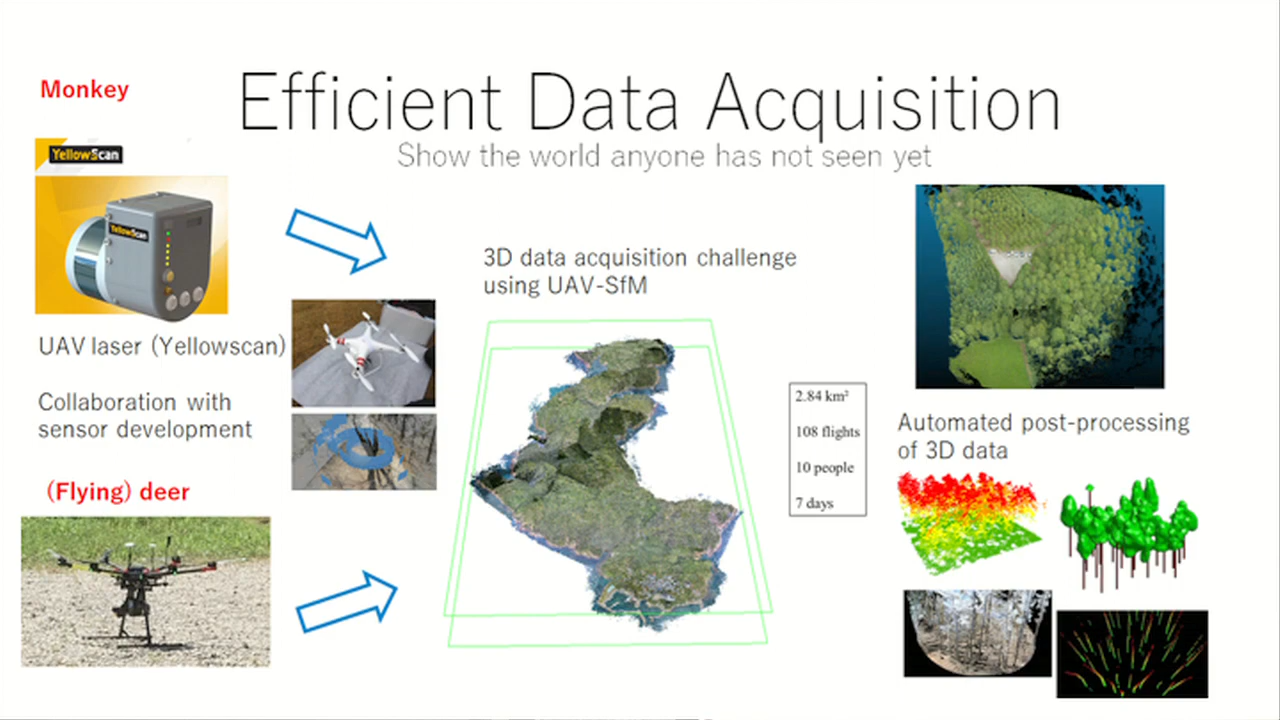 Monkey
Efficient Data Acquisition
Show the world anyone has not seen yet
YellowScan
YellowScan
UAV laser (Yellowscan)
Collaboration with
sensor development
(Flying) deer
3D data acquisition challenge
using UAV-SfM
2.84 km²
108 flights
10 people
7 days
Automated post-processing
of 3D data